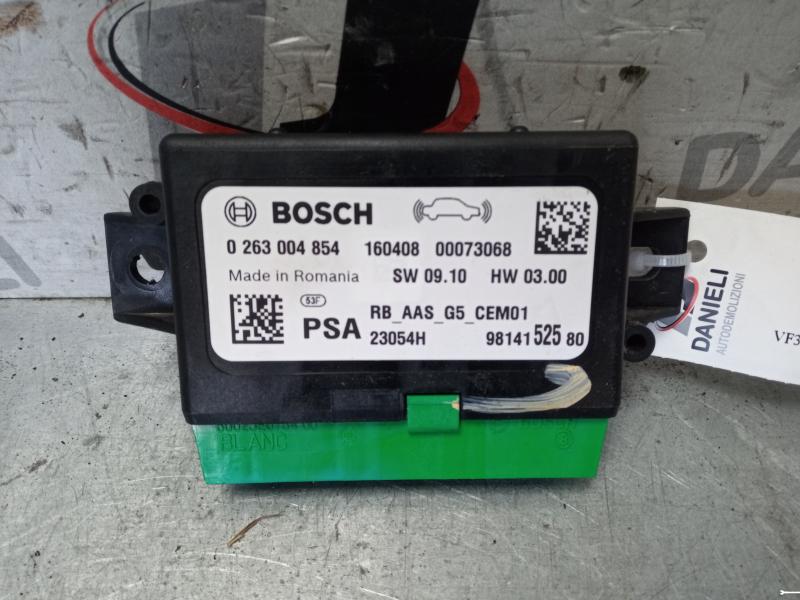 BOSCH
0 263 004 854 160408 00073068
Made in Romania SW 09.10 HW 03.00
53F
PSA
RB_AAS_G5_CEM01
23054H 98141 525 80
BLANC
DANIELI
AUTODEMOLIZIONI
VF3